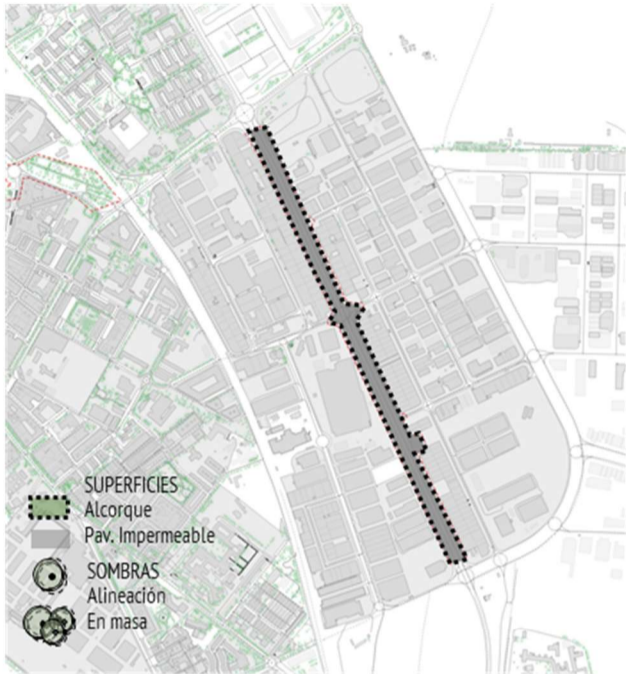 SUPERFICIES
Alcorque
Pav. Impermeable
SOMBRAS
Alineación
En masa